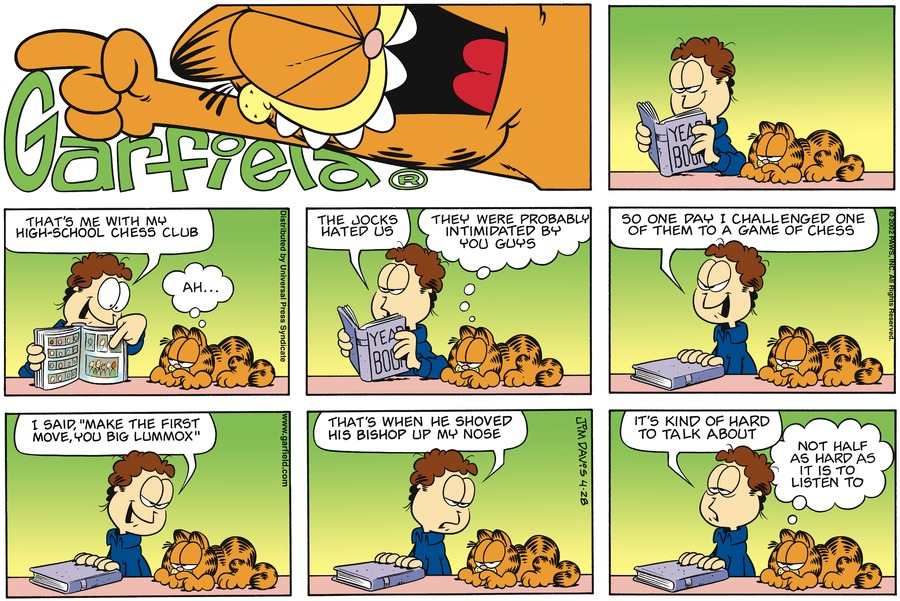 Garfield®
YEAR
BOOK
THAT'S ME WITH MY
HIGH-SCHOOL CHESS CLUB
AH...
Distributed by Universal Press Syndicate
THE JOCKS
HATED US
THEY WERE PROBABLY
INTIMIDATED BY
YOU GUYS
YEAR
BOOK
SO ONE DAY I CHALLENGED ONE
OF THEM TO A GAME OF CHESS
© 2002 PAWS, INC. All Rights Reserved.
I SAID, "MAKE THE FIRST
MOVE, YOU BIG LUMMOX"
www.garfield.com
THAT'S WHEN HE SHOVED
HIS BISHOP UP MY NOSE
JIM DAVIS 4-28
IT'S KIND OF HARD
TO TALK ABOUT
NOT HALF
AS HARD AS
IT IS TO
LISTEN TO